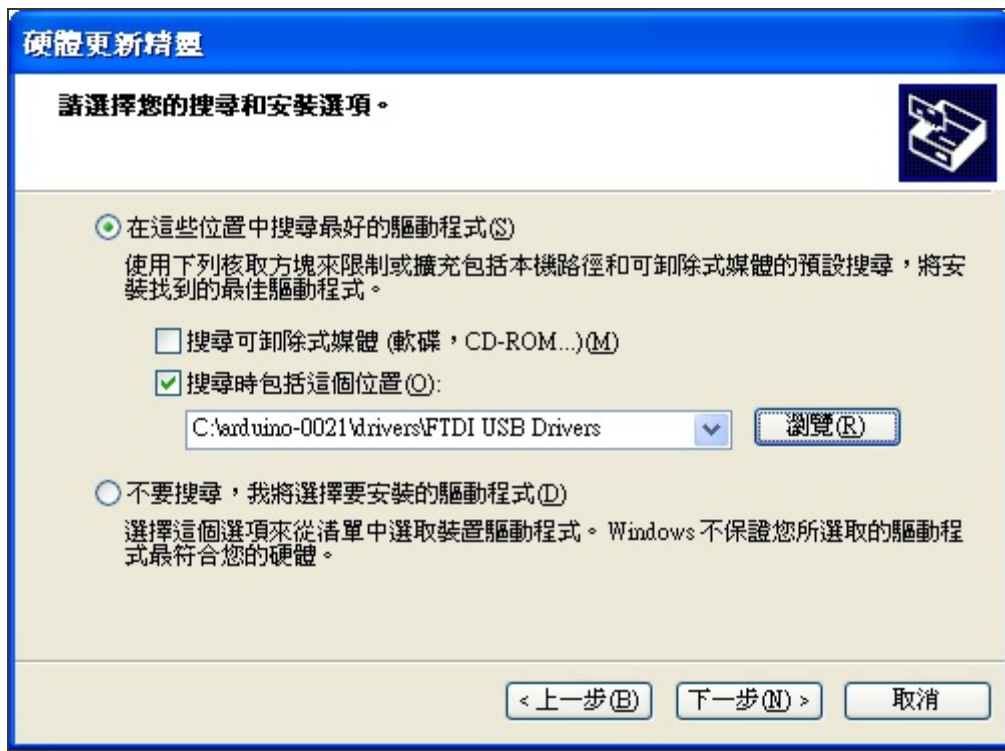 硬體更新精靈
請選擇您的搜尋和安裝選項。
在這些位置中搜尋最好的驅動程式(S)
使用下列核取方塊來限制或擴充包括本機路徑和可卸除式媒體的預設搜尋，將安
裝找到的最佳驅動程式。
搜尋可卸除式媒體 (軟碟，CD-ROM...)(M)
搜尋時包括這個位置(O):
C:\arduino-0021\drivers\FTDI USB Drivers
瀏覽(R)
不要搜尋，我將選擇要安裝的驅動程式(D)
選擇這個選項來從清單中選取裝置驅動程式。Windows 不保證您所選取的驅動程
式最符合您的硬體。
< 上一步(B) 下一步(N) > 取消